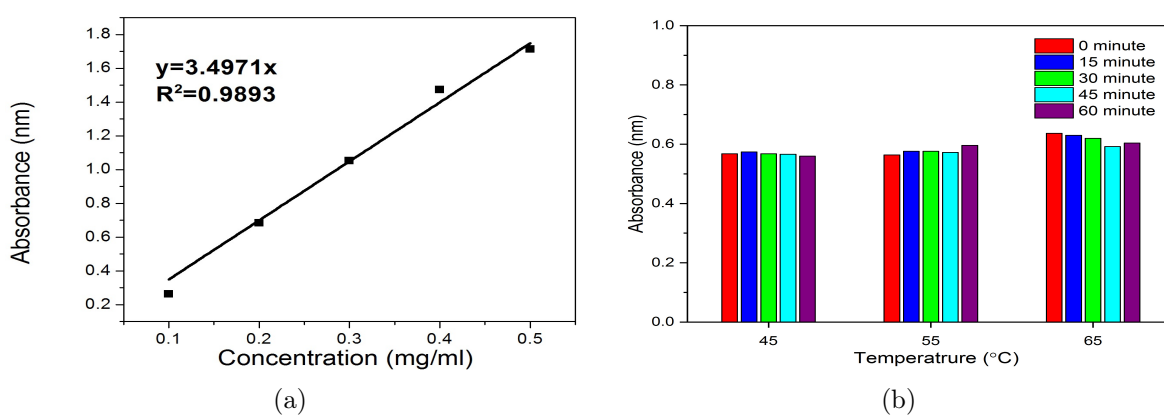 y=3.4971x
R²=0.9893
1.8
1.6
1.4
1.2
1.0
0.8
0.6
0.4
0.2
0.1 0.2 0.3 0.4 0.5
Absorbance (nm)
Concentration (mg/ml)
(a)
1.0
0.8
0.6
0.4
0.2
0.0
0 minute
15 minute
30 minute
45 minute
60 minute
Absorbance (nm)
45 55 65
Temperatrure (°C)
(b)